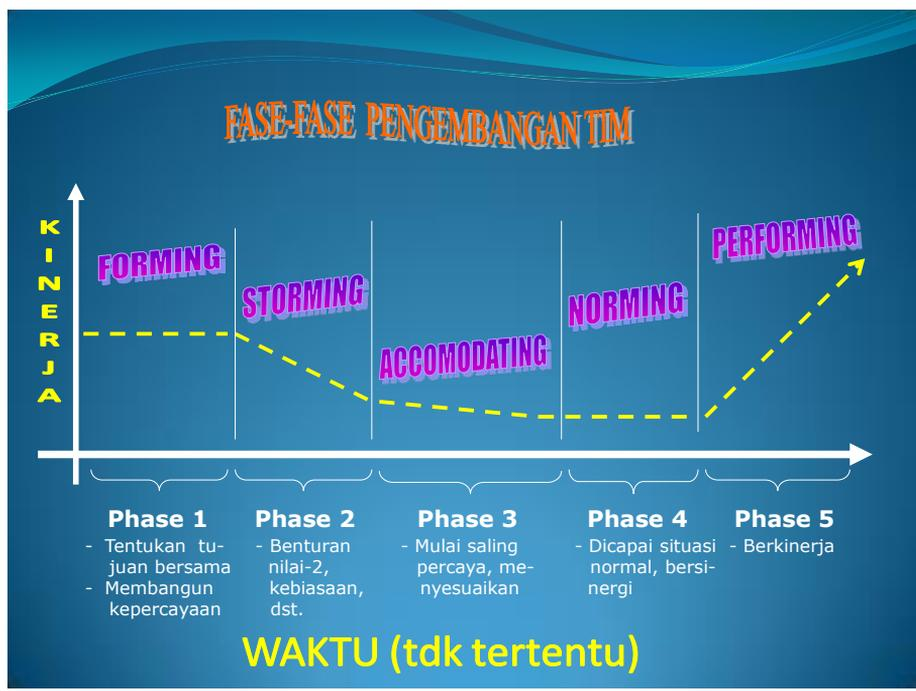 FASE-FASE PENGEMBANGAN TIM
KINERJA
FORMING
STORMING
ACCOMODATING
NORMING
PERFORMING
Phase 1
- Tentukan tu-
juan bersama
- Membangun
kepercayaan
Phase 2
- Benturan
nilai-2,
kebiasaan,
dst.
Phase 3
- Mulai saling
percaya, me-
nyesuaikan
Phase 4
- Dicapai situasi
normal, bersi-
nergi
Phase 5
- Berkinerja
WAKTU (tdk tertentu)